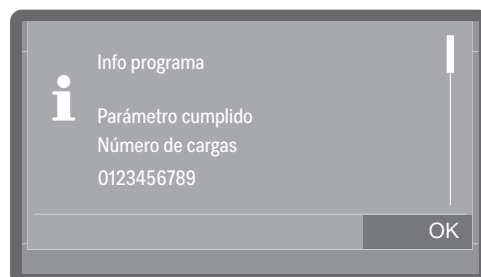 Info programa
Parámetro cumplido
Número de cargas
0123456789
OK